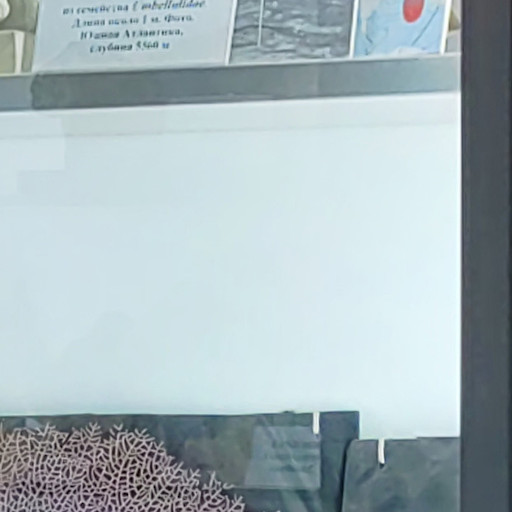 из семейства Umbellulidae.
Длина около 1 м. Фото.
Южная Атлантика,
глубина 5560 м